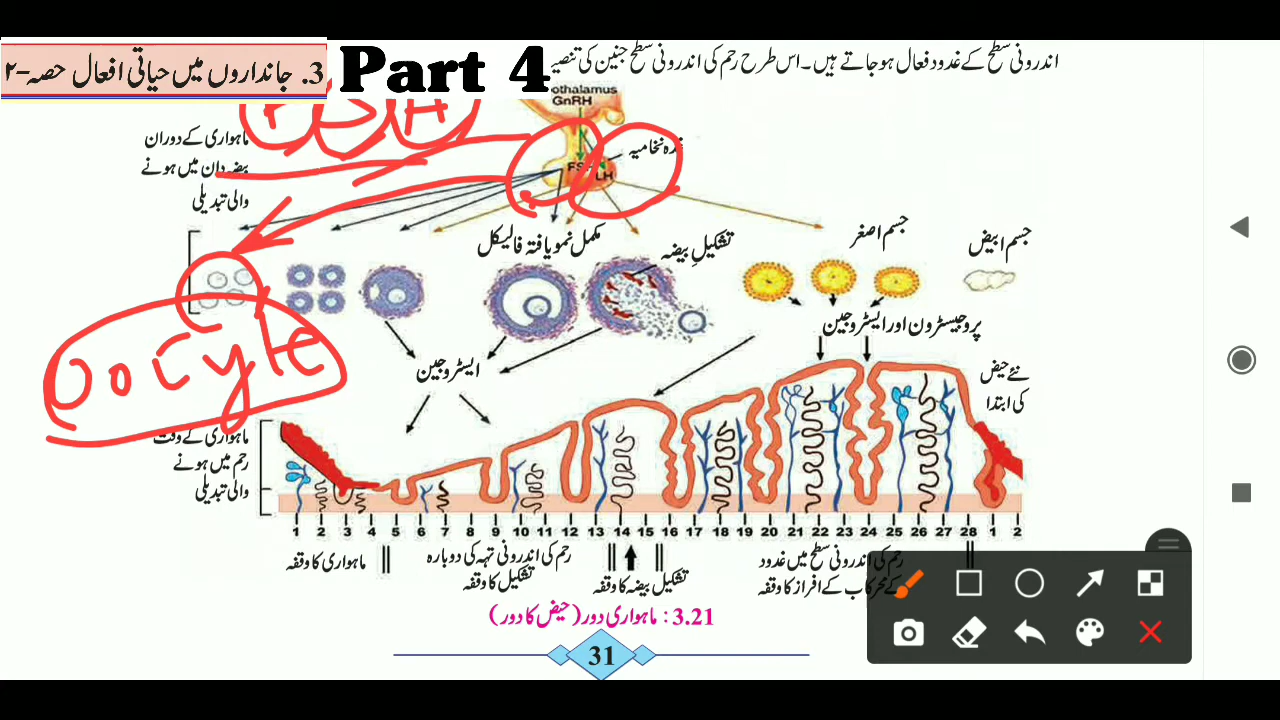 3. جانداروں میں حیاتی افعال حصہ-۲
Part 4
اندرونی سطح کے غدود فعال ہوجاتے ہیں۔ اس طرح رحم کی اندرونی سطح جنین کی
othalamus
GnRH
FSH
ماہواری کے دوران
بیضہ دان میں ہونے
والی تبدیلی
غدہ نخامیہ
FS
LH
مکمل نمو یافتہ فالیکل
تشکیلِ بیضہ
جسم اصغر
جسم ابیض
پروجیسٹرون اور ایسٹروجین
ایسٹروجین
نئے حیض
کی ابتدا
oocyte
ماہواری کے وقت
رحم میں ہونے
والی تبدیلی
1 2 3 4 5 6 7 8 9 10 11 12 13 14 15 16 17 18 19 20 21 22 23 24 25 26 27 28 1 2
ماہواری کا وقفہ
رحم کی اندرونی تہہ کی دوبارہ
تشکیل کا وقفہ
تشکیل بیضہ کا وقفہ
رحم کی اندرونی سطح میں غدود
کے افراز کا وقفہ
3.21 : ماہواری دور (حیض کا دور)
31